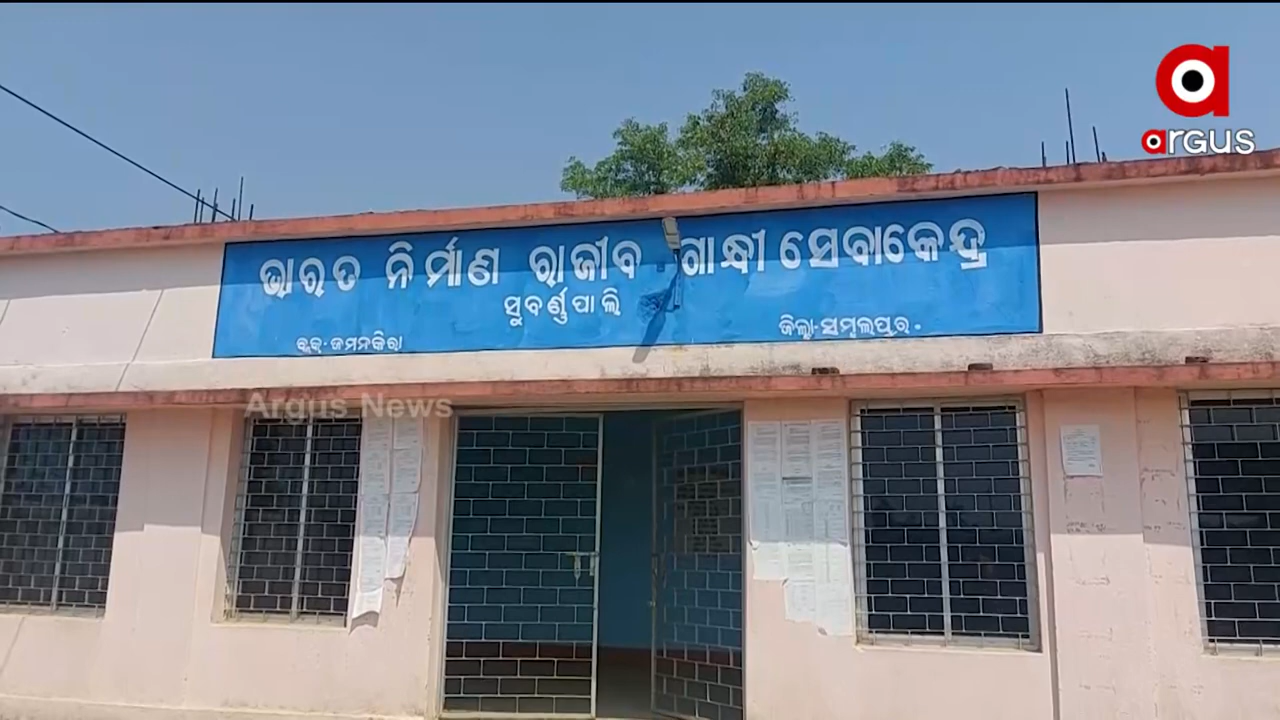 argus
ଭାରତ ନିର୍ମାଣ ରାଜୀବ ଗାନ୍ଧୀ ସେବାକେନ୍ଦ୍ର
ସୁବର୍ଣ୍ଣପାଲି
ବ୍ଲକ୍-ଜମନକିରା
ଜିଲ୍ଲା-ସମ୍ବଲପୁର.
Argus News